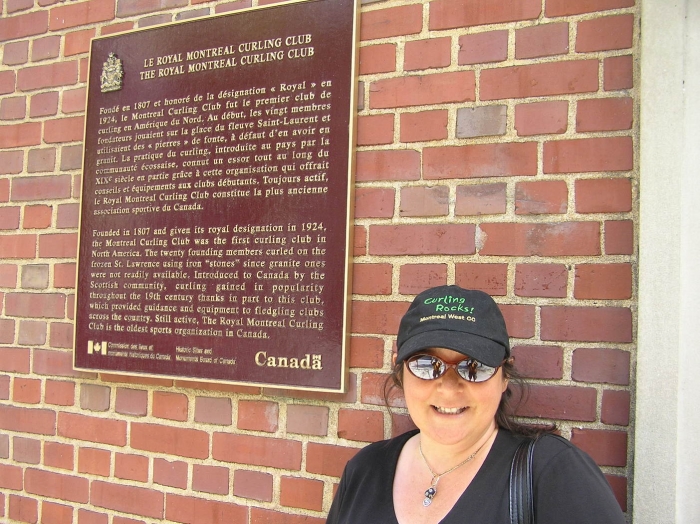 LE ROYAL MONTREAL CURLING CLUB
THE ROYAL MONTREAL CURLING CLUB
Fondé en 1807 et honoré de la désignation « Royal » en
1924, le Montreal Curling Club fut le premier club de
curling en Amérique du Nord. Au début, les vingt membres
fondateurs jouaient sur la glace du fleuve Saint-Laurent et
utilisaient des « pierres » de fonte, à défaut d'en avoir en
granit. La pratique du curling, introduite au pays par la
communauté écossaise, connut un essor tout au long du
XIXe siècle en partie grâce à cette organisation qui offrait
conseils et équipements aux clubs débutants. Toujours actif,
le Royal Montreal Curling Club constitue la plus ancienne
association sportive du Canada.
Founded in 1807 and given its royal designation in 1924,
the Montreal Curling Club was the first curling club in
North America. The twenty founding members curled on the
frozen St. Lawrence using iron "stones" since granite ones
were not readily available. Introduced to Canada by the
Scottish community, curling gained in popularity
throughout the 19th century thanks in part to this club,
which provided guidance and equipment to fledgling clubs
across the country. Still active, The Royal Montreal Curling
Club is the oldest sports organization in Canada.
Commission des lieux et
monuments historiques du Canada
Historic Sites and
Monuments Board of Canada
Canada
Curling
Rocks!
Montreal West CC